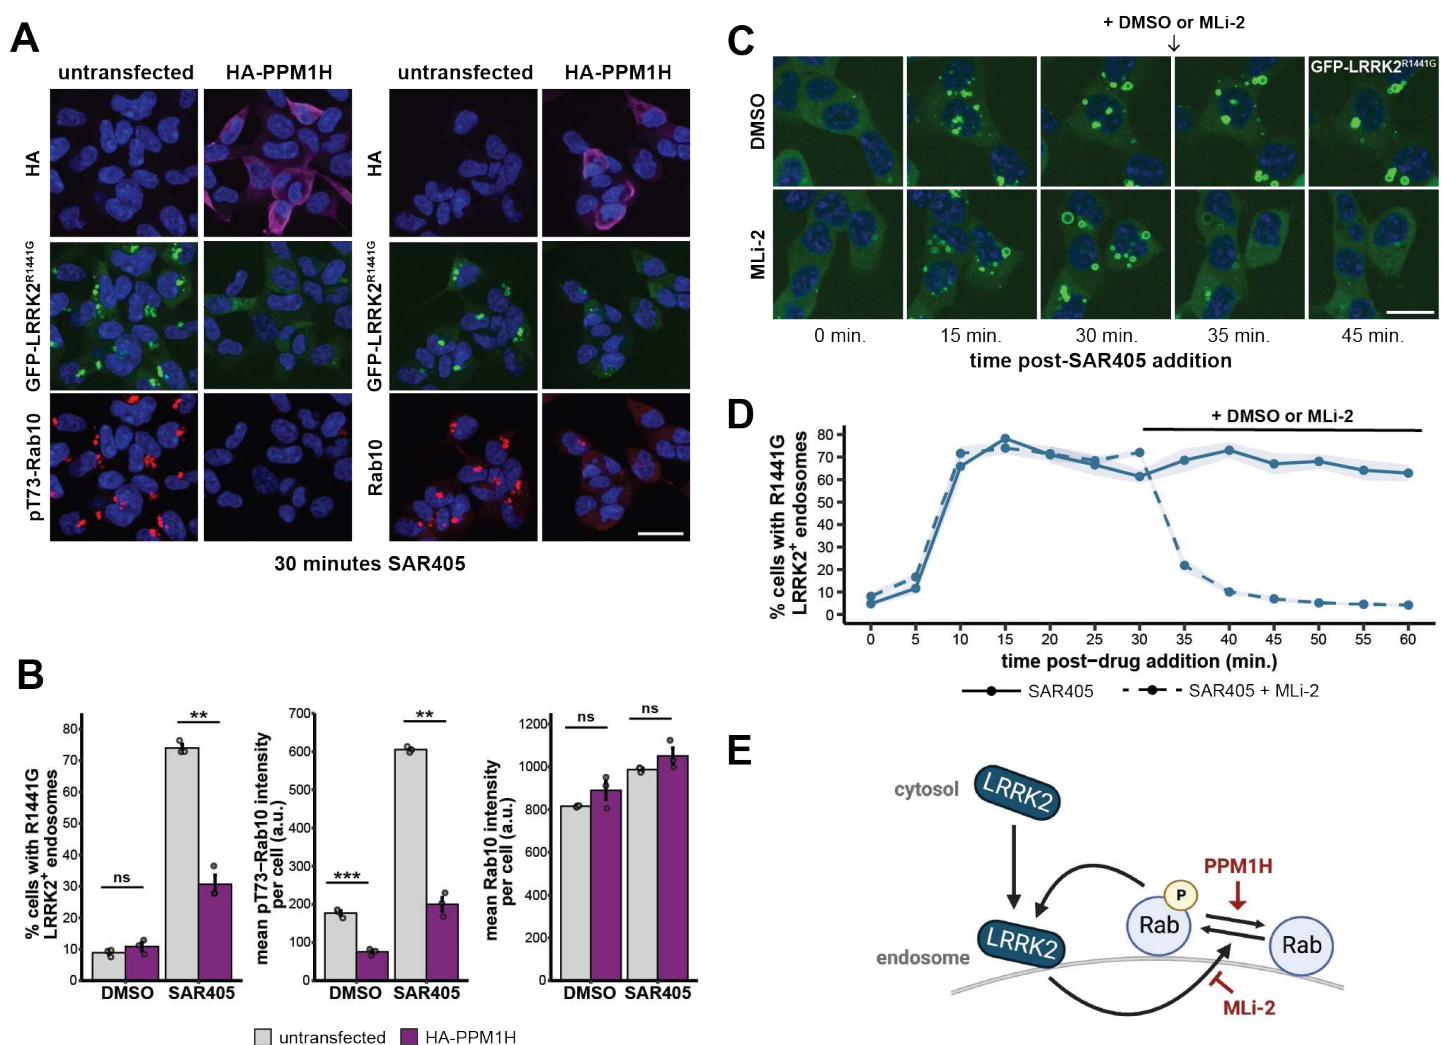 A
untransfected HA-PPM1H untransfected HA-PPM1H
HA
HA
GFP-LRRK2R1441G
GFP-LRRK2R1441G
pT73-Rab10
Rab10
30 minutes SAR405
B
% cells with R1441G
LRRK2+ endosomes
80
70
60
50
40
30
20
10
0
ns
**
DMSO SAR405
mean pT73−Rab10 intensity
per cell (a.u.)
700
600
500
400
300
200
100
0
***
**
DMSO SAR405
mean Rab10 intensity
per cell (a.u.)
1200
1000
800
600
400
200
0
ns
ns
DMSO SAR405
untransfected HA-PPM1H
C
+ DMSO or MLi-2
GFP-LRRK2R1441G
DMSO
MLi-2
0 min. 15 min. 30 min. 35 min. 45 min.
time post-SAR405 addition
D
+ DMSO or MLi-2
% cells with R1441G
LRRK2+ endosomes
80
70
60
50
40
30
20
10
0
0 5 10 15 20 25 30 35 40 45 50 55 60
time post−drug addition (min.)
SAR405 SAR405 + MLi-2
E
cytosol
LRRK2
PPM1H
P
Rab
Rab
LRRK2
endosome
MLi-2